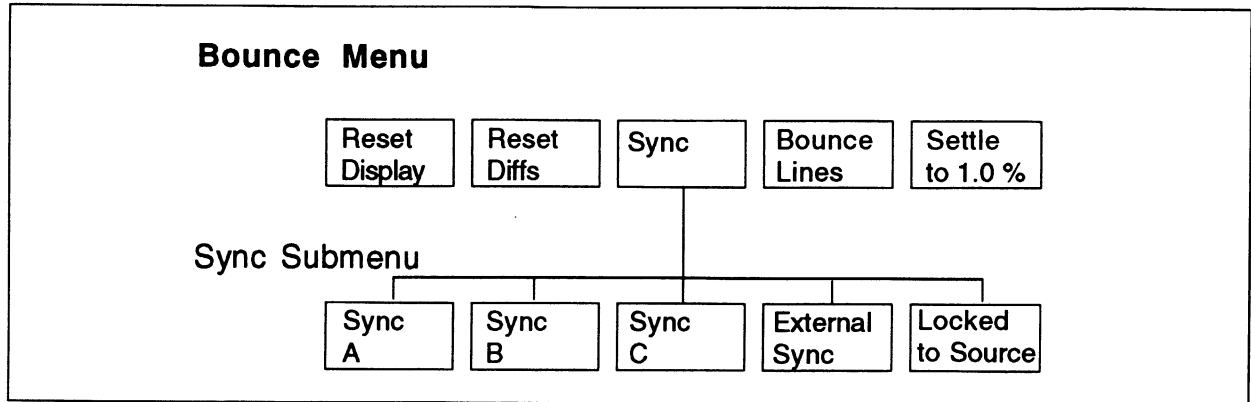 Bounce Menu
Reset
Display
Reset
Diffs
Sync
Bounce
Lines
Settle
to 1.0 %
Sync Submenu
Sync
A
Sync
B
Sync
C
External
Sync
Locked
to Source